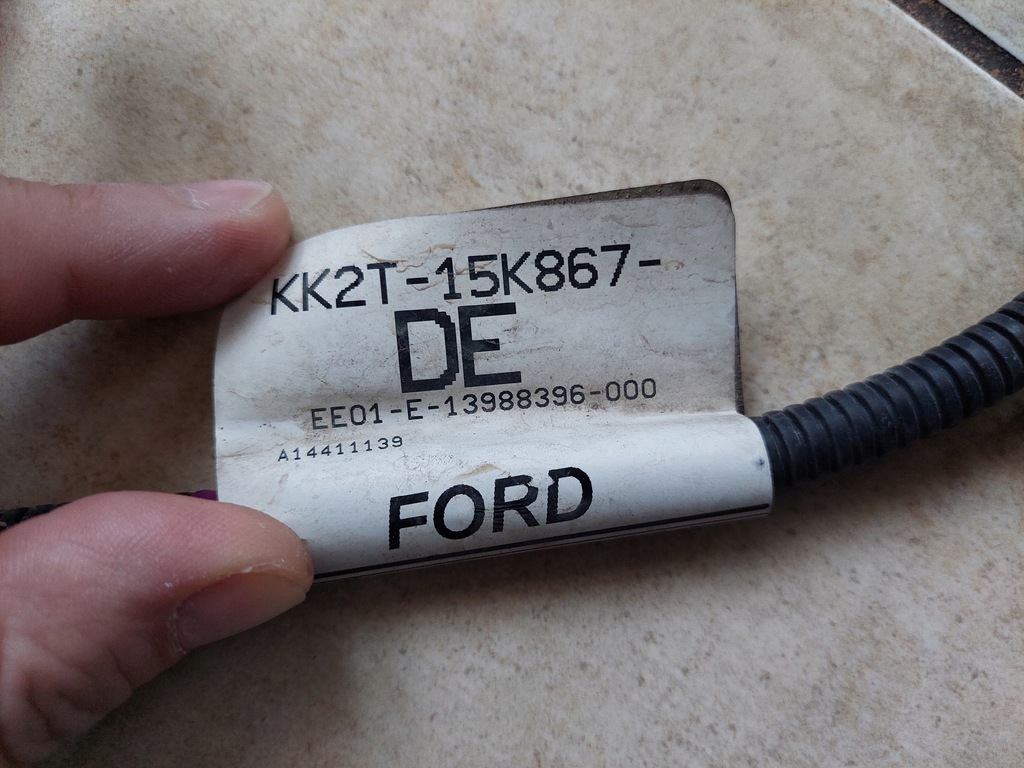 KK2T-15K867-
DE
EE01-E-13988396-000
A14411139
FORD